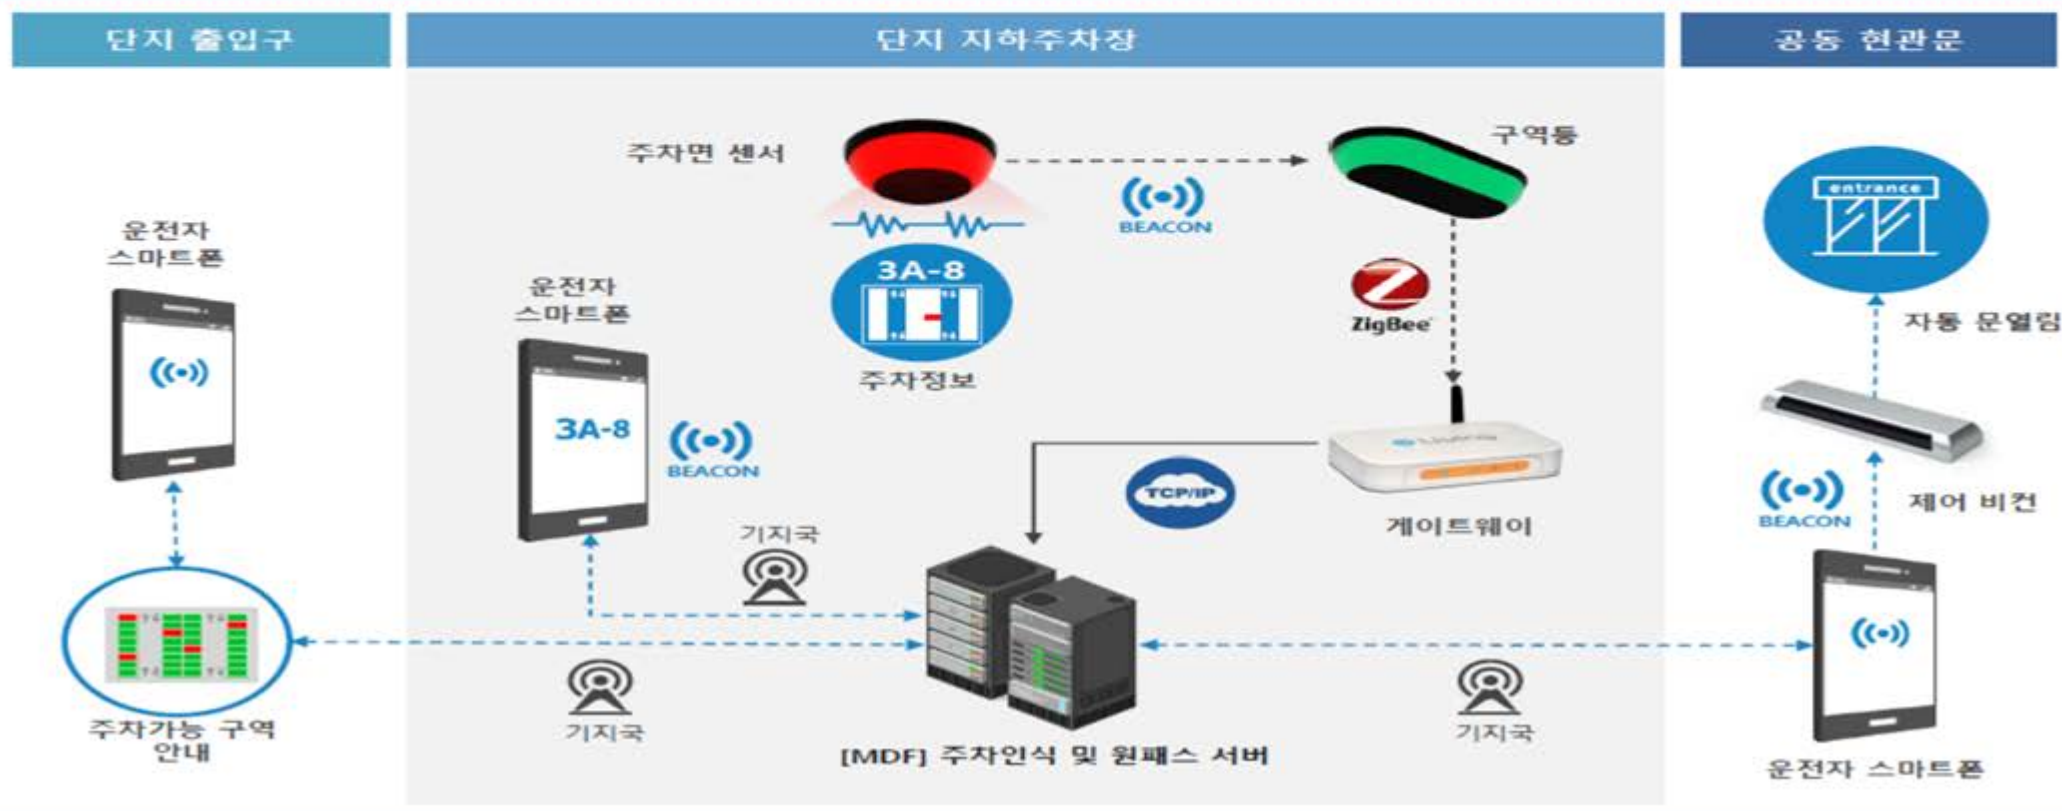 단지 출입구
단지 지하주차장
공동 현관문
운전자
스마트폰
주차가능 구역
안내
주차면 센서
BEACON
구역등
3A-8
주차정보
운전자
스마트폰
3A-8
BEACON
ZigBee
TCP/IP
게이트웨이
기지국
기지국
[MDF] 주차인식 및 원패스 서버
기지국
entrance
자동 문열림
제어 비컨
BEACON
운전자 스마트폰